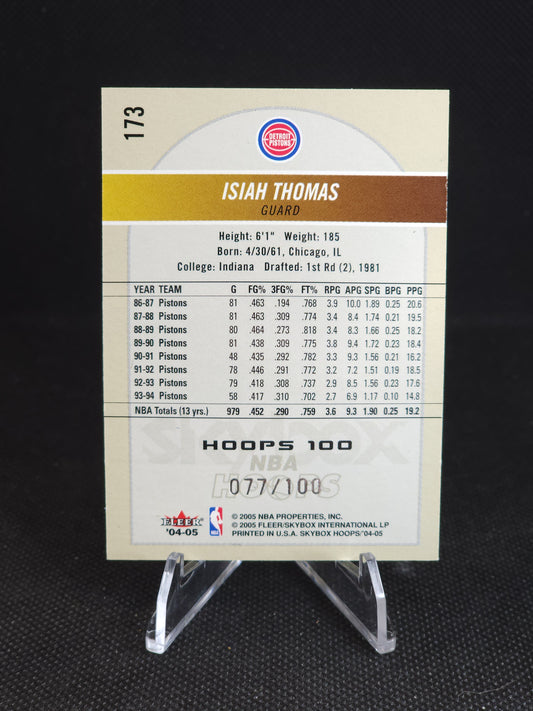 173
DETROIT
PISTONS
ISIAH THOMAS
GUARD
Height: 6'1" Weight: 185
Born: 4/30/61, Chicago, IL
College: Indiana Drafted: 1st Rd (2), 1981
YEAR TEAM G FG% 3FG% FT% RPG APG SPG BPG PPG
86-87 Pistons 81 .463 .194 .768 3.9 10.0 1.89 0.25 20.6
87-88 Pistons 81 .463 .309 .774 3.4 8.4 1.74 0.21 19.5
88-89 Pistons 80 .464 .273 .818 3.4 8.3 1.66 0.25 18.2
89-90 Pistons 81 .438 .309 .775 3.8 9.4 1.72 0.23 18.4
90-91 Pistons 48 .435 .292 .782 3.3 9.3 1.56 0.21 16.2
91-92 Pistons 78 .446 .291 .772 3.2 7.2 1.51 0.19 18.5
92-93 Pistons 79 .418 .308 .737 2.9 8.5 1.56 0.23 17.6
93-94 Pistons 58 .417 .310 .702 2.7 6.9 1.17 0.10 14.8
NBA Totals (13 yrs.) 979 .452 .290 .759 3.6 9.3 1.90 0.25 19.2
skybox
HOOPS 100
NBA
HOOPS
077/100
FLEER
'04-05
© 2005 NBA PROPERTIES, INC.
© 2005 FLEER/SKYBOX INTERNATIONAL LP
PRINTED IN U.S.A. SKYBOX HOOPS/'04-05